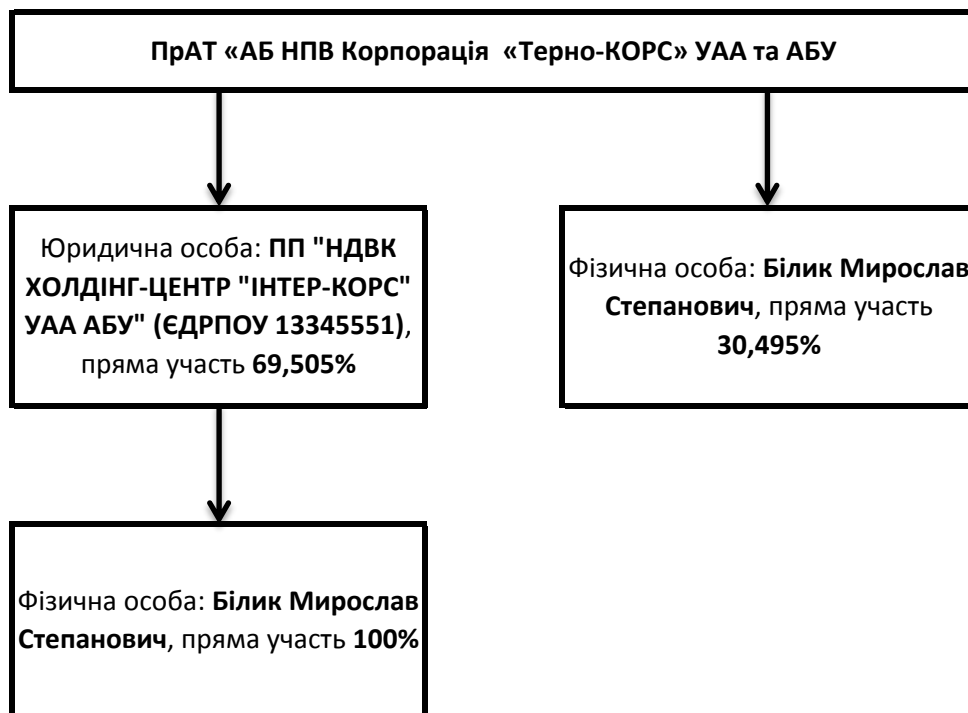 ПрАТ «АБ НПВ Корпорація «Терно-КОРС» УАА та АБУ
Юридична особа: ПП "НДВК
ХОЛДІНГ-ЦЕНТР "ІНТЕР-КОРС"
УАА АБУ" (ЄДРПОУ 13345551),
пряма участь 69,505%
Фізична особа: Білик Мирослав
Степанович, пряма участь
30,495%
Фізична особа: Білик Мирослав
Степанович, пряма участь 100%